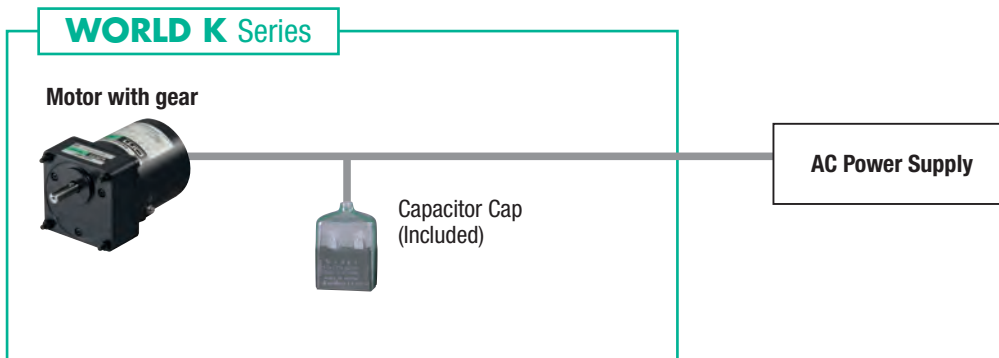 WORLD K Series
Motor with gear
AC Power Supply
Capacitor Cap
(Included)